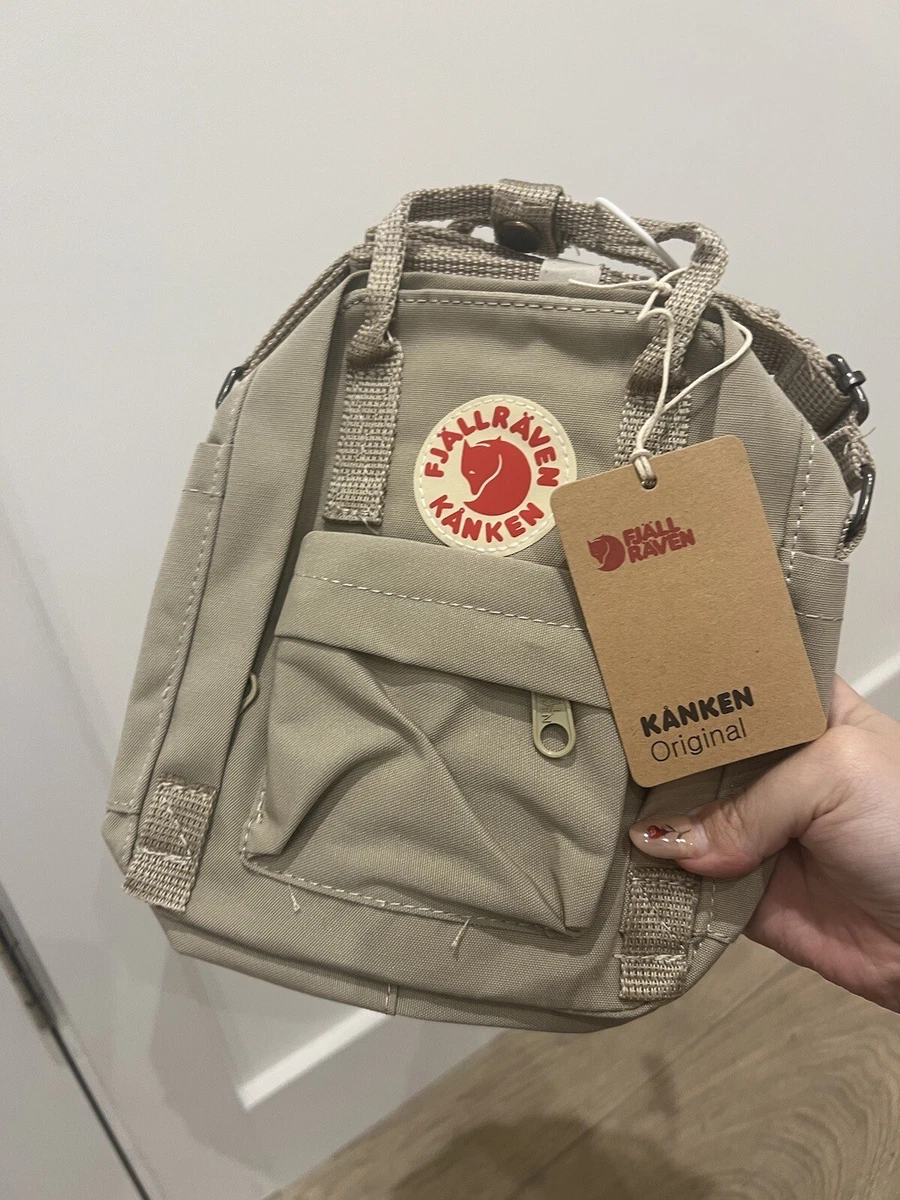 FJÄLLRÄVEN
KÅNKEN
FJÄLL
RÄVEN
KÅNKEN
Original